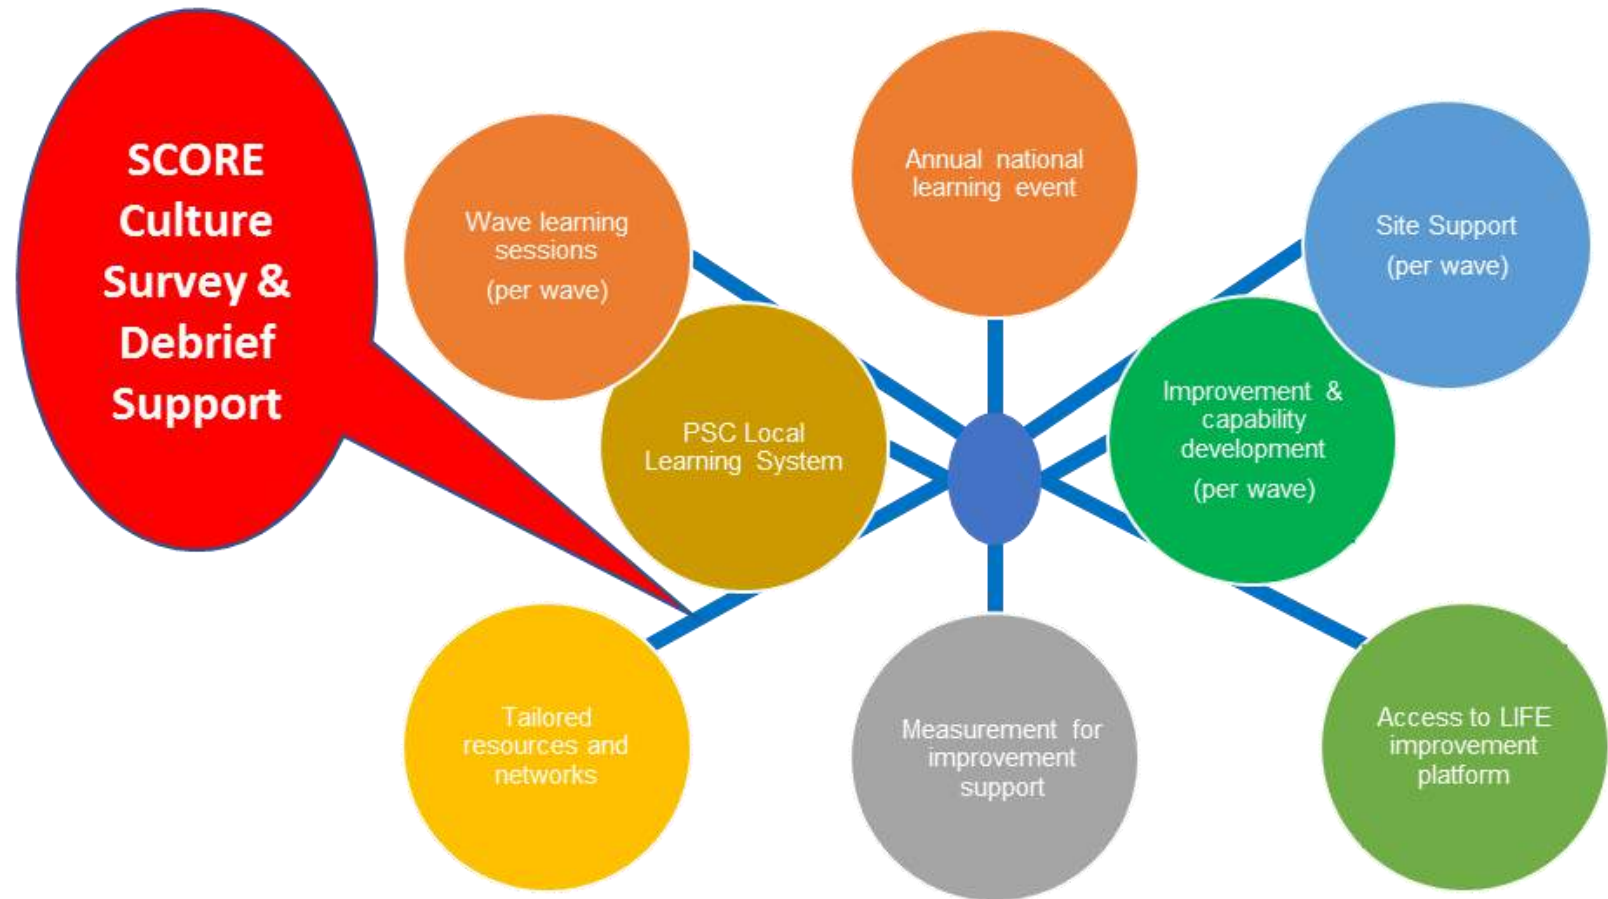 SCORE
Culture
Survey &
Debrief
Support
Wave learning
sessions
(per wave)
Annual national
learning event
Site Support
(per wave)
PSC Local
Learning System
Improvement &
capability
development
(per wave)
Tailored
resources and
networks
Measurement for
improvement
support
Access to LIFE
improvement
platform